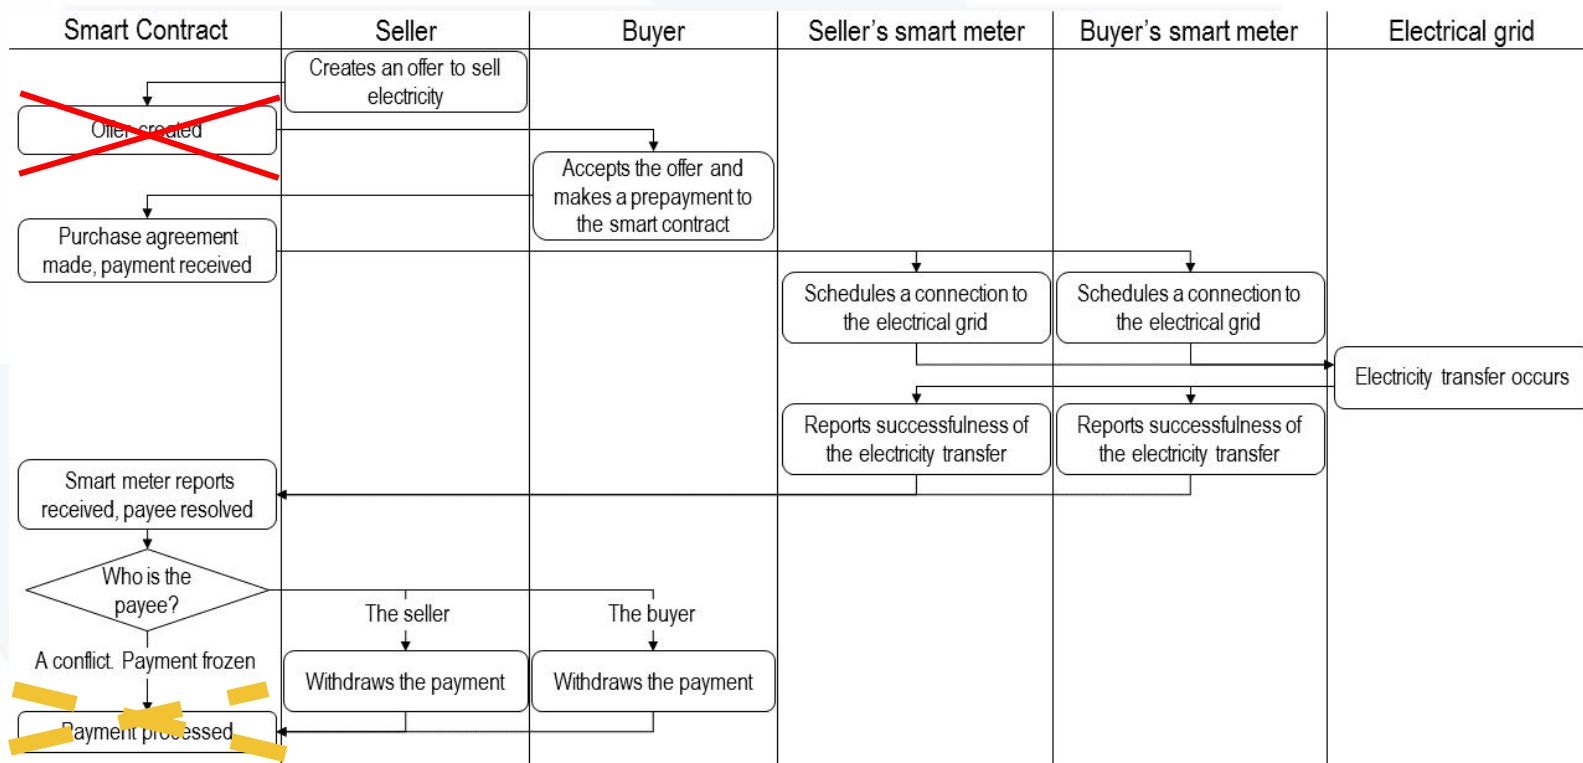 Smart Contract
Seller
Buyer
Seller's smart meter
Buyer's smart meter
Electrical grid
Creates an offer to sell
electricity
Offer created
Accepts the offer and
makes a prepayment to
the smart contract
Purchase agreement
made, payment received
Schedules a connection to
the electrical grid
Schedules a connection to
the electrical grid
Electricity transfer occurs
Reports successfulness of
the electricity transfer
Reports successfulness of
the electricity transfer
Smart meter reports
received, payee resolved
Who is the
payee?
The seller
The buyer
A conflict. Payment frozen
Withdraws the payment
Withdraws the payment
Payment processed